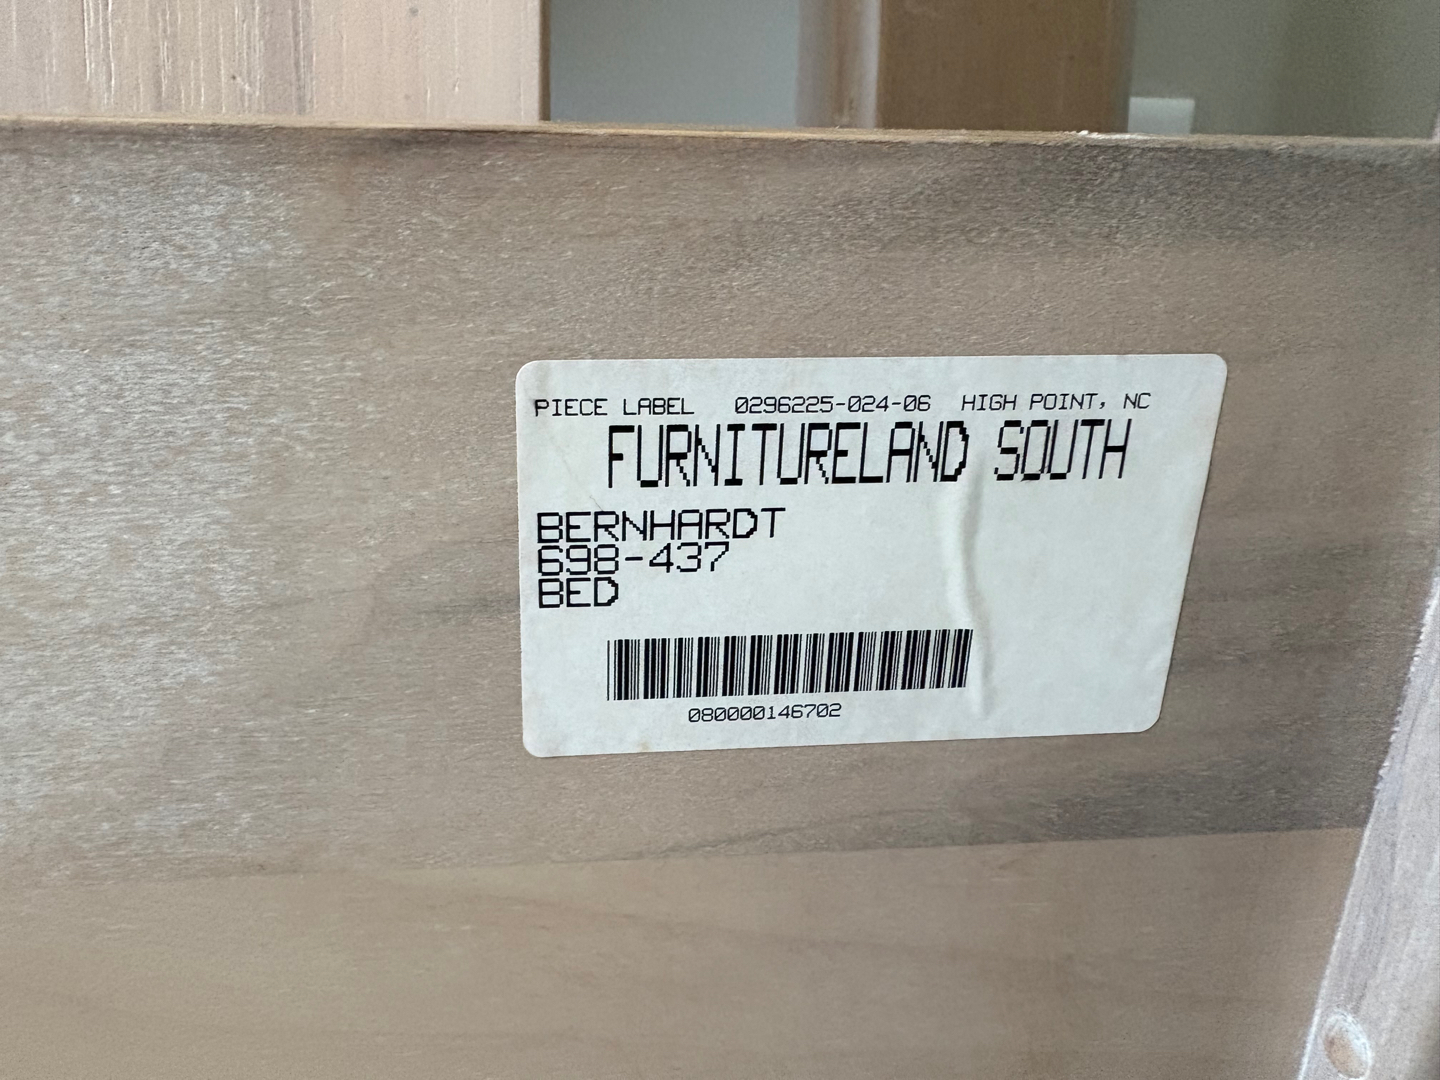 PIECE LABEL 0296225-024-06 HIGH POINT, NC
FURNITURELAND SOUTH
BERNHARDT
698-437
BED
080000146702